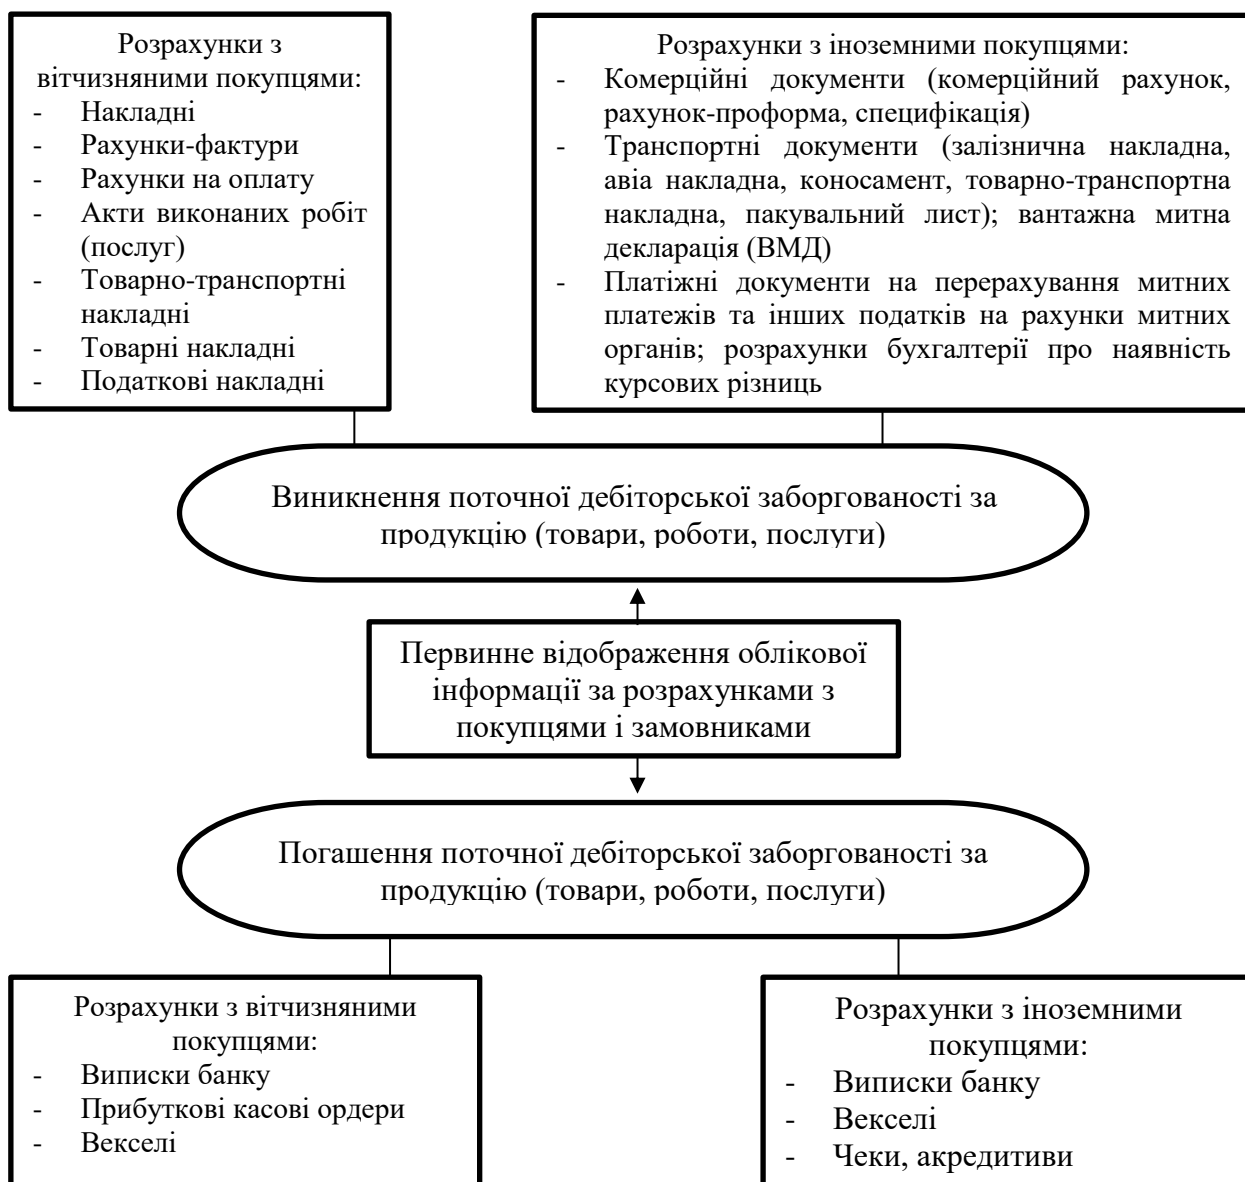 Розрахунки з
вітчизняними покупцями:
- Накладні
- Рахунки-фактури
- Рахунки на оплату
- Акти виконаних робіт
(послуг)
- Товарно-транспортні
накладні
- Товарні накладні
- Податкові накладні
Розрахунки з іноземними покупцями:
- Комерційні документи (комерційний рахунок,
рахунок-проформа, специфікація)
- Транспортні документи (залізнична накладна,
авіа накладна, коносамент, товарно-транспортна
накладна, пакувальний лист); вантажна митна
декларація (ВМД)
- Платіжні документи на перерахування митних
платежів та інших податків на рахунки митних
органів; розрахунки бухгалтерії про наявність
курсових різниць
Виникнення поточної дебіторської заборгованості за
продукцію (товари, роботи, послуги)
Первинне відображення облікової
інформації за розрахунками з
покупцями і замовниками
Погашення поточної дебіторської заборгованості за
продукцію (товари, роботи, послуги)
Розрахунки з вітчизняними
покупцями:
- Виписки банку
- Прибуткові касові ордери
- Векселі
Розрахунки з іноземними
покупцями:
- Виписки банку
- Векселі
- Чеки, акредитиви